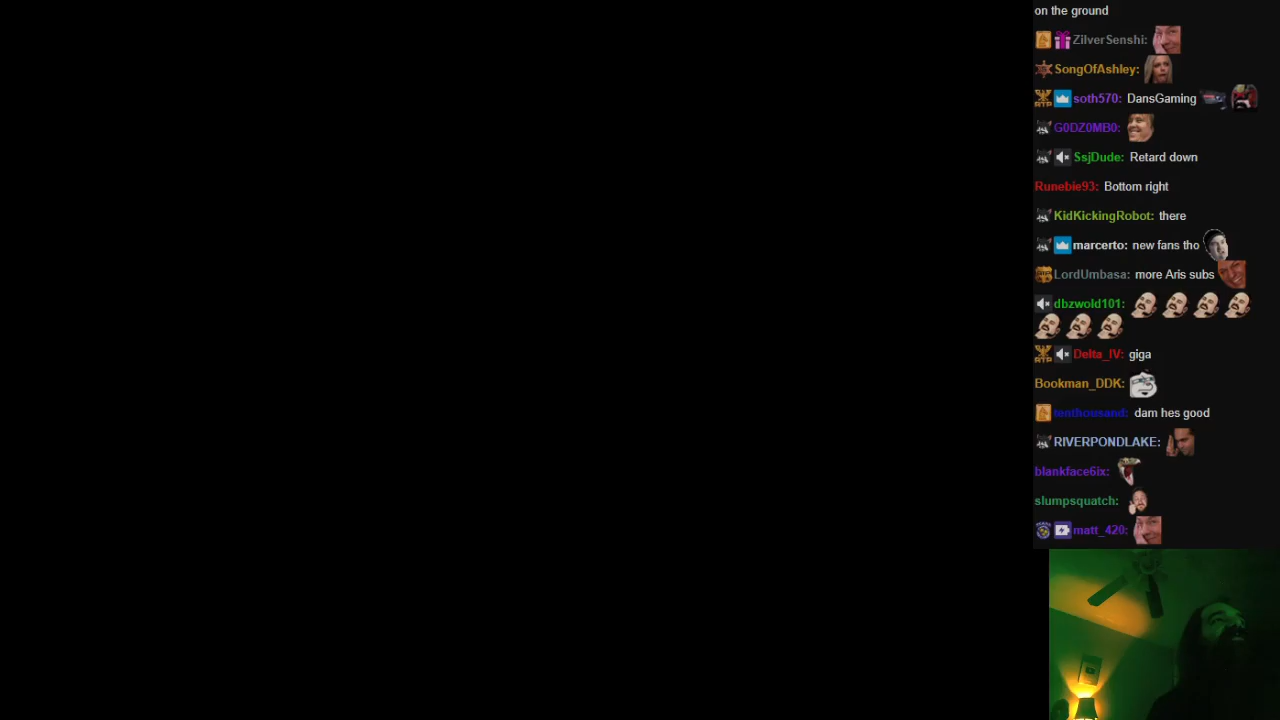 on the ground
ZilverSenshi:
SongOfAshley:
soth570: DansGaming
G0DZ0MB0:
SsjDude: Retard down
Runebie93: Bottom right
KidKickingRobot: there
marcerto: new fans tho
LordUmbasa: more Aris subs
dbzwold101:
Delta_IV: giga
Bookman_DDK:
tenthousand: dam hes good
RIVERPONDLAKE:
blankface6ix:
slumpsquatch:
matt_420: